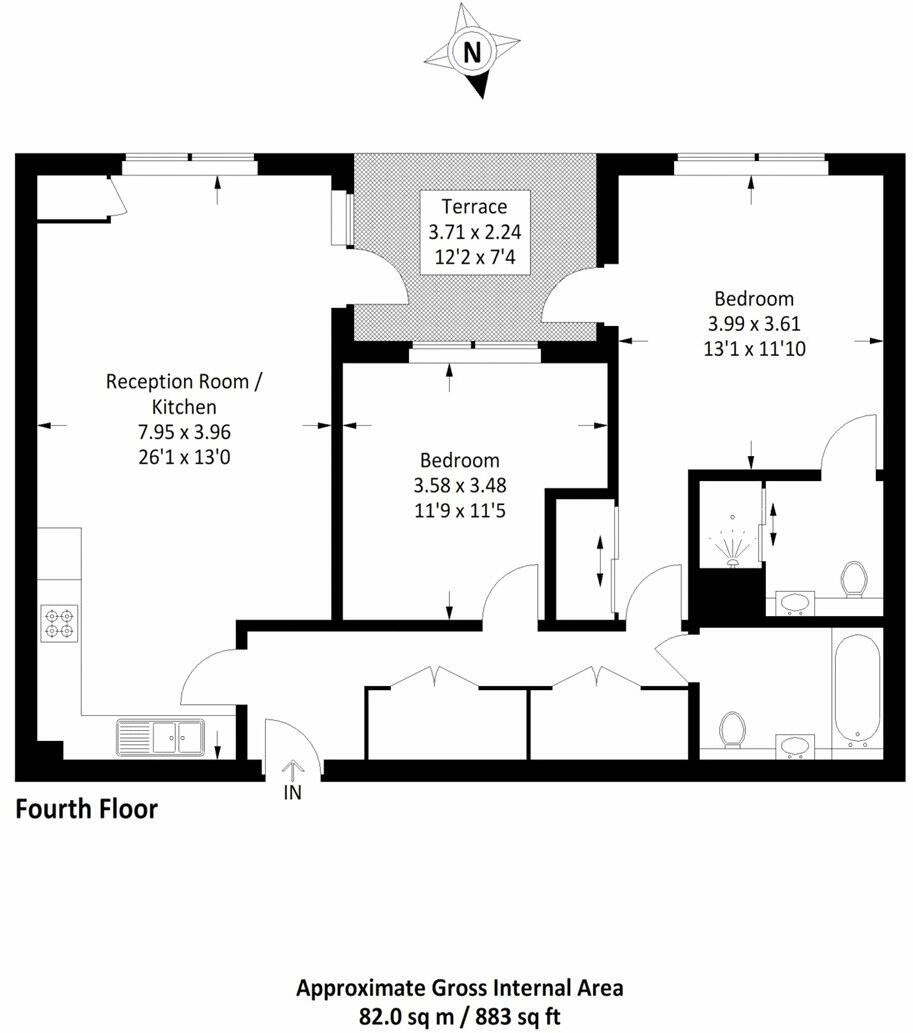 N
Terrace
3.71 x 2.24
12'2 x 7'4
Bedroom
3.99 x 3.61
13'1 x 11'10
Reception Room /
Kitchen
7.95 x 3.96
26'1 x 13'0
Bedroom
3.58 x 3.48
11'9 x 11'5
IN
Fourth Floor
Approximate Gross Internal Area
82.0 sq m / 883 sq ft